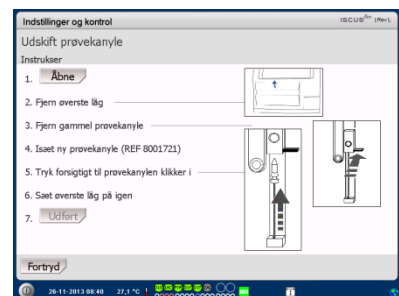 Indstillinger og kontrol
ISCUSflex |Rev L
Udskift prøvekanyle
Instrukser
1. Åbne
2. Fjern øverste låg
3. Fjern gammel prøvekanyle
4. Isæt ny prøvekanyle (REF 8001721)
5. Tryk forsigtigt til prøvekanylen klikker i
6. Sæt øverste låg på igen
7. Udført
Fortryd
26-11-2013 08:40 27,1 °C